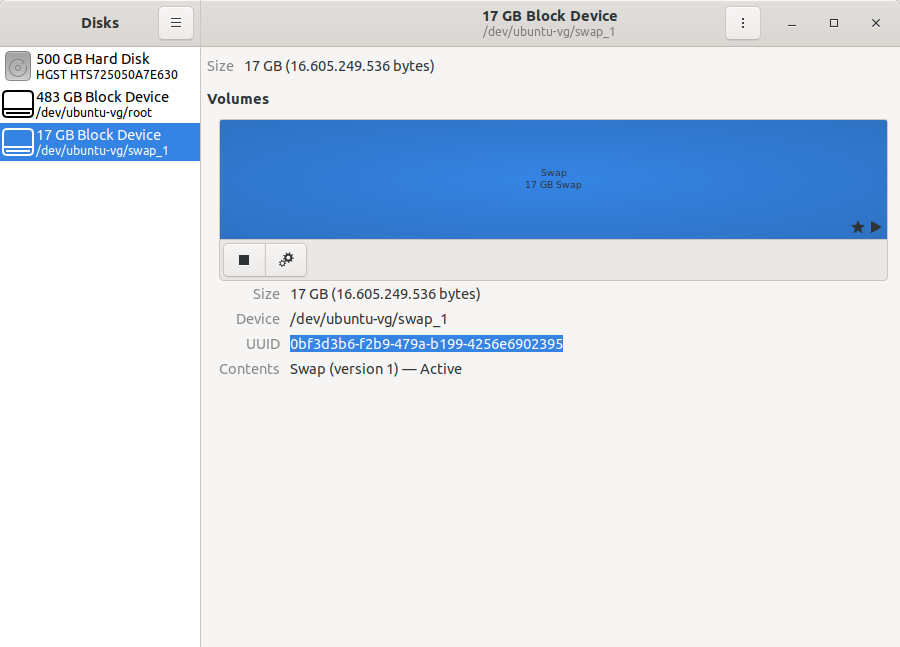 Disks
17 GB Block Device
/dev/ubuntu-vg/swap_1
500 GB Hard Disk
HGST HTS725050A7E630
483 GB Block Device
/dev/ubuntu-vg/root
17 GB Block Device
/dev/ubuntu-vg/swap_1
Size 17 GB (16.605.249.536 bytes)
Volumes
Swap
17 GB Swap
Size 17 GB (16.605.249.536 bytes)
Device /dev/ubuntu-vg/swap_1
UUID 0bf3d3b6-f2b9-479a-b199-4256e6902395
Contents Swap (version 1) — Active